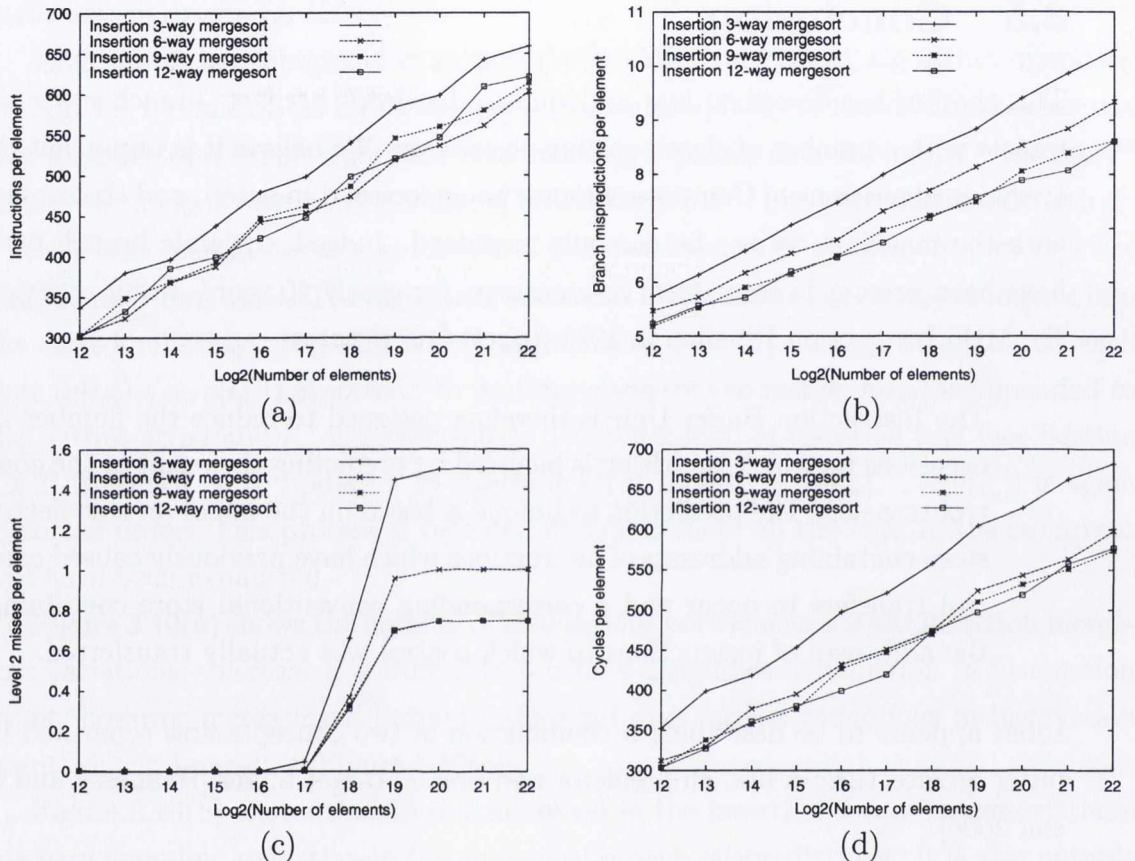 700
650
600
550
500
450
400
350
300
Instructions per element
Insertion 3-way mergesort
Insertion 6-way mergesort
Insertion 9-way mergesort
Insertion 12-way mergesort
12 13 14 15 16 17 18 19 20 21 22
Log2(Number of elements)
(a)
11
10
9
8
7
6
5
Branch mispredictions per element
Insertion 3-way mergesort
Insertion 6-way mergesort
Insertion 9-way mergesort
Insertion 12-way mergesort
12 13 14 15 16 17 18 19 20 21 22
Log2(Number of elements)
(b)
1.6
1.4
1.2
1
0.8
0.6
0.4
0.2
0
Level 2 misses per element
Insertion 3-way mergesort
Insertion 6-way mergesort
Insertion 9-way mergesort
Insertion 12-way mergesort
12 13 14 15 16 17 18 19 20 21 22
Log2(Number of elements)
(c)
700
650
600
550
500
450
400
350
300
Cycles per element
Insertion 3-way mergesort
Insertion 6-way mergesort
Insertion 9-way mergesort
Insertion 12-way mergesort
12 13 14 15 16 17 18 19 20 21 22
Log2(Number of elements)
(d)